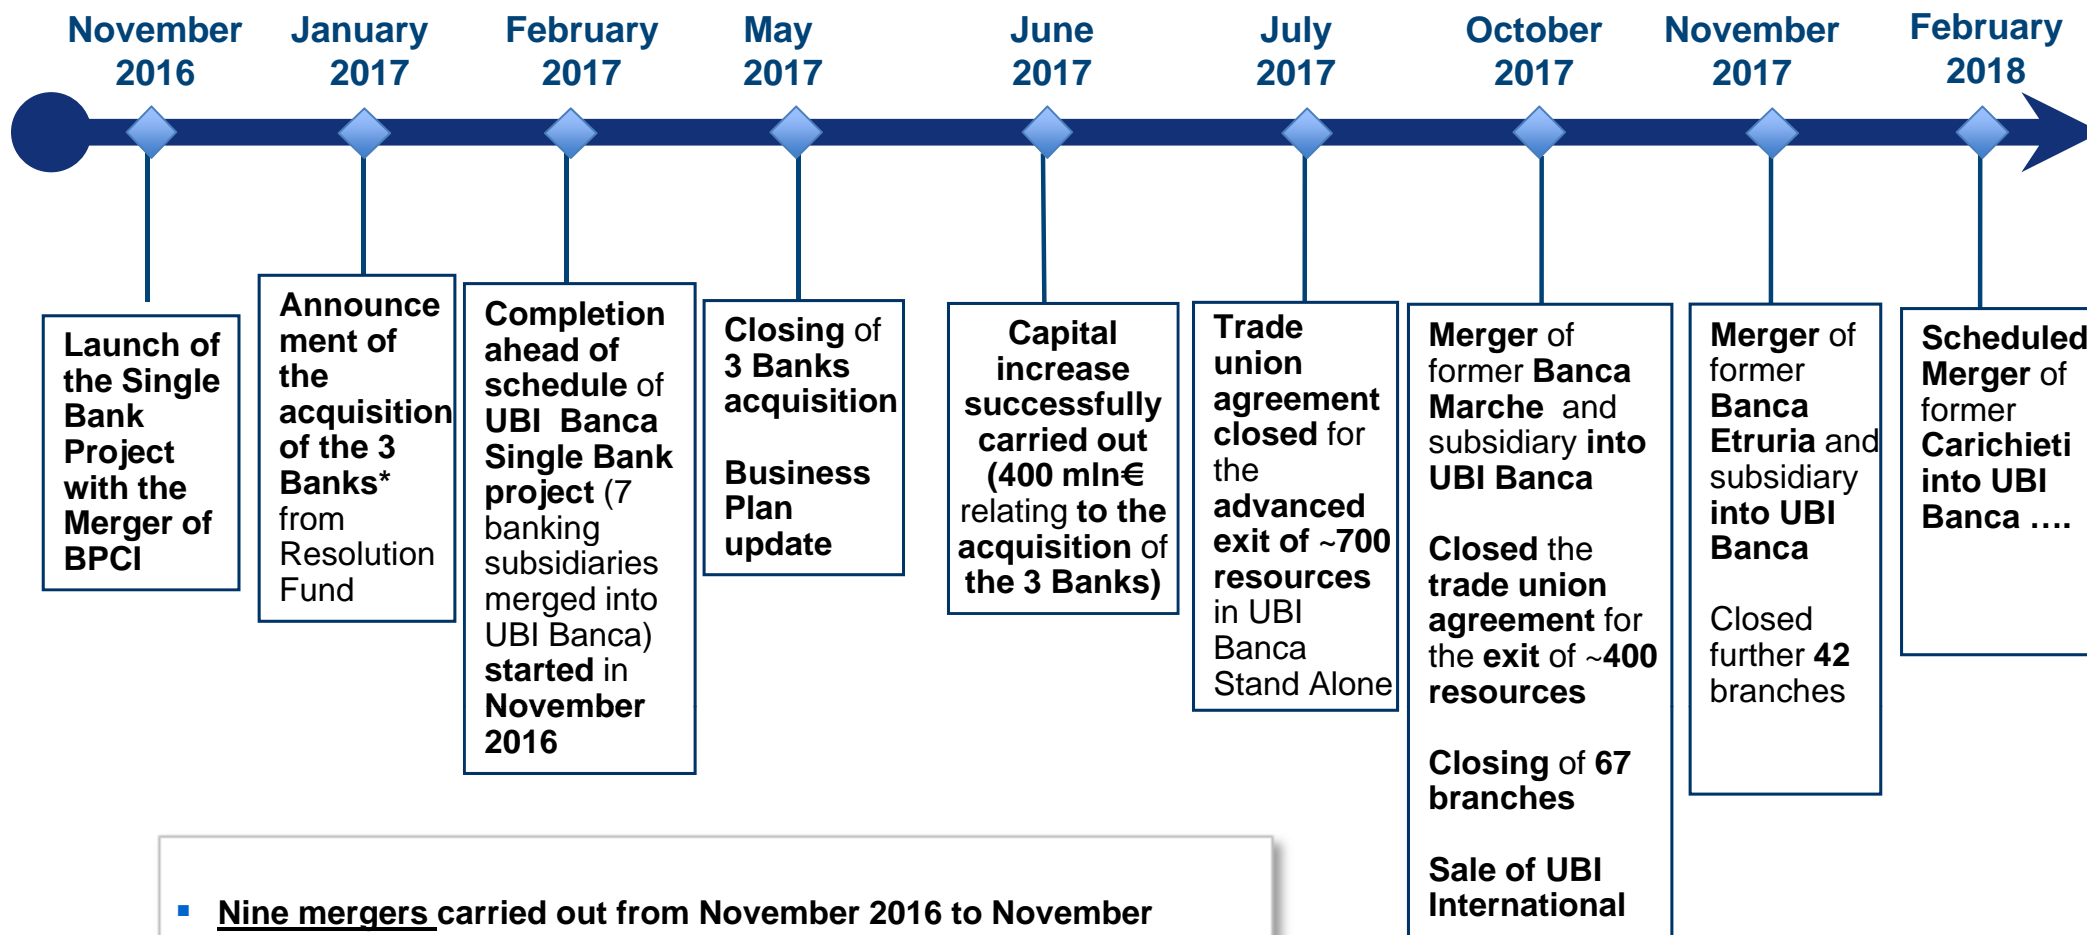 November
2016
January
2017
February
2017
May
2017
June
2017
July
2017
October
2017
November
2017
February
2018
Launch of
the Single
Bank
Project
with the
Merger of
BPCI
Announce
ment of
the
acquisition
of the 3
Banks*
from
Resolution
Fund
Completion
ahead of
schedule of
UBI Banca
Single Bank
project (7
banking
subsidiaries
merged into
UBI Banca)
started in
November
2016
Closing of
3 Banks
acquisition
Business
Plan
update
Capital
increase
successfully
carried out
(400 mln€
relating to the
acquisition of
the 3 Banks)
Trade
union
agreement
closed for
the
advanced
exit of ~700
resources
in UBI
Banca
Stand Alone
Merger of
former Banca
Marche and
subsidiary into
UBI Banca
Closed the
trade union
agreement for
the exit of ~400
resources
Closing of 67
branches
Sale of UBI
International
Merger of
former
Banca
Etruria and
subsidiary
into UBI
Banca
Closed
further 42
branches
Scheduled
Merger of
former
Carichieti
into UBI
Banca ....
▪ Nine mergers carried out from November 2016 to November